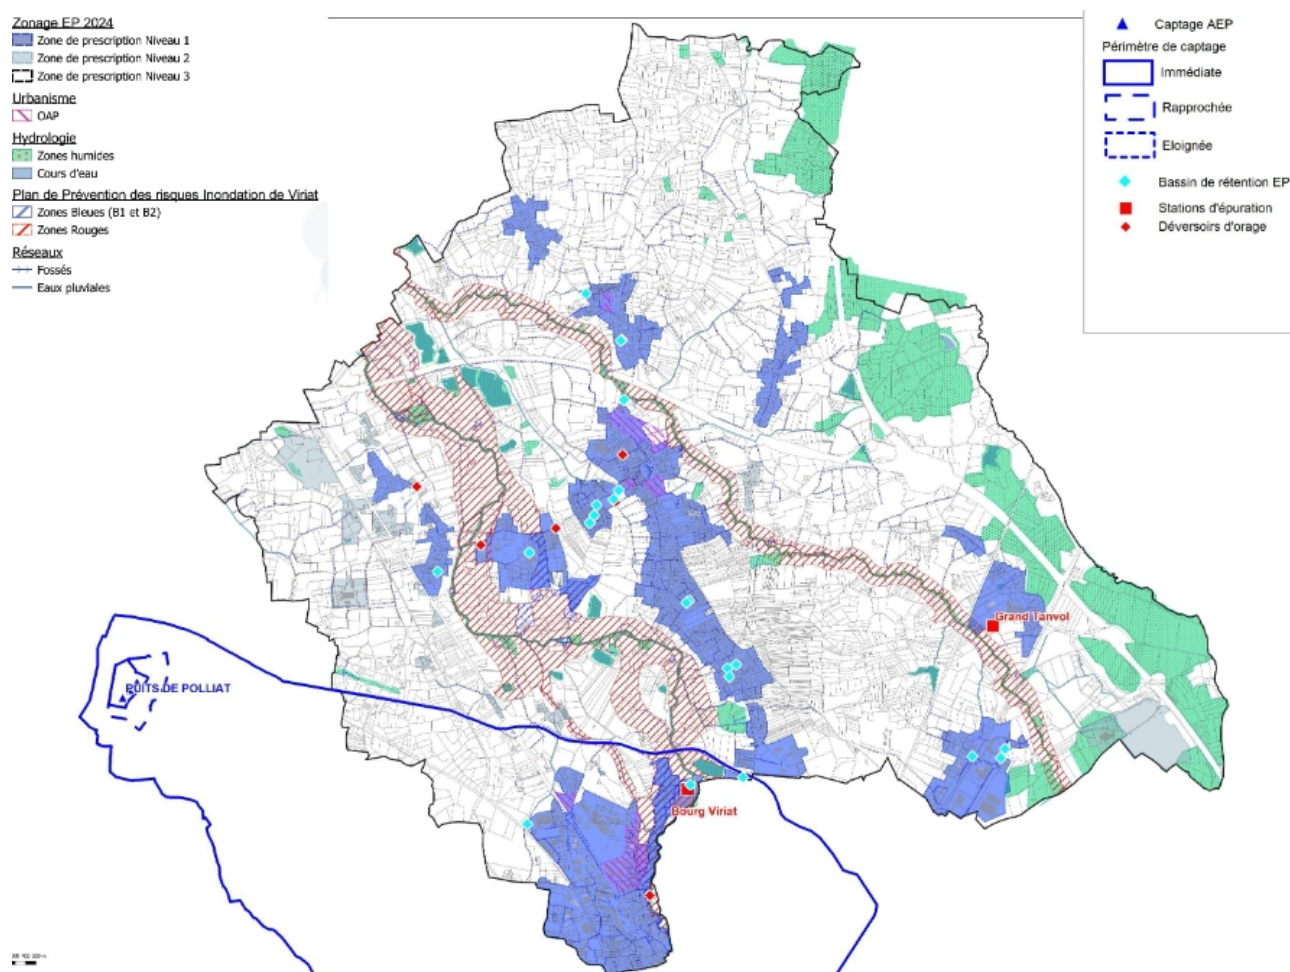 Zonage EP 2024
Zone de prescription Niveau 1
Zone de prescription Niveau 2
Zone de prescription Niveau 3
Urbanisme
OAP
Hydrologie
Zones humides
Cours d'eau
Plan de Prévention des risques Inondation de Viriat
Zones Bleues (B1 et B2)
Zones Rouges
Réseaux
Fossés
Eaux pluviales
Captage AEP
Périmètre de captage
Immédiate
Rapprochée
Eloignée
Bassin de rétention EP
Stations d'épuration
Déversoirs d'orage
Grand Tanvol
PUITS DE POLLIAT
Bourg Viriat